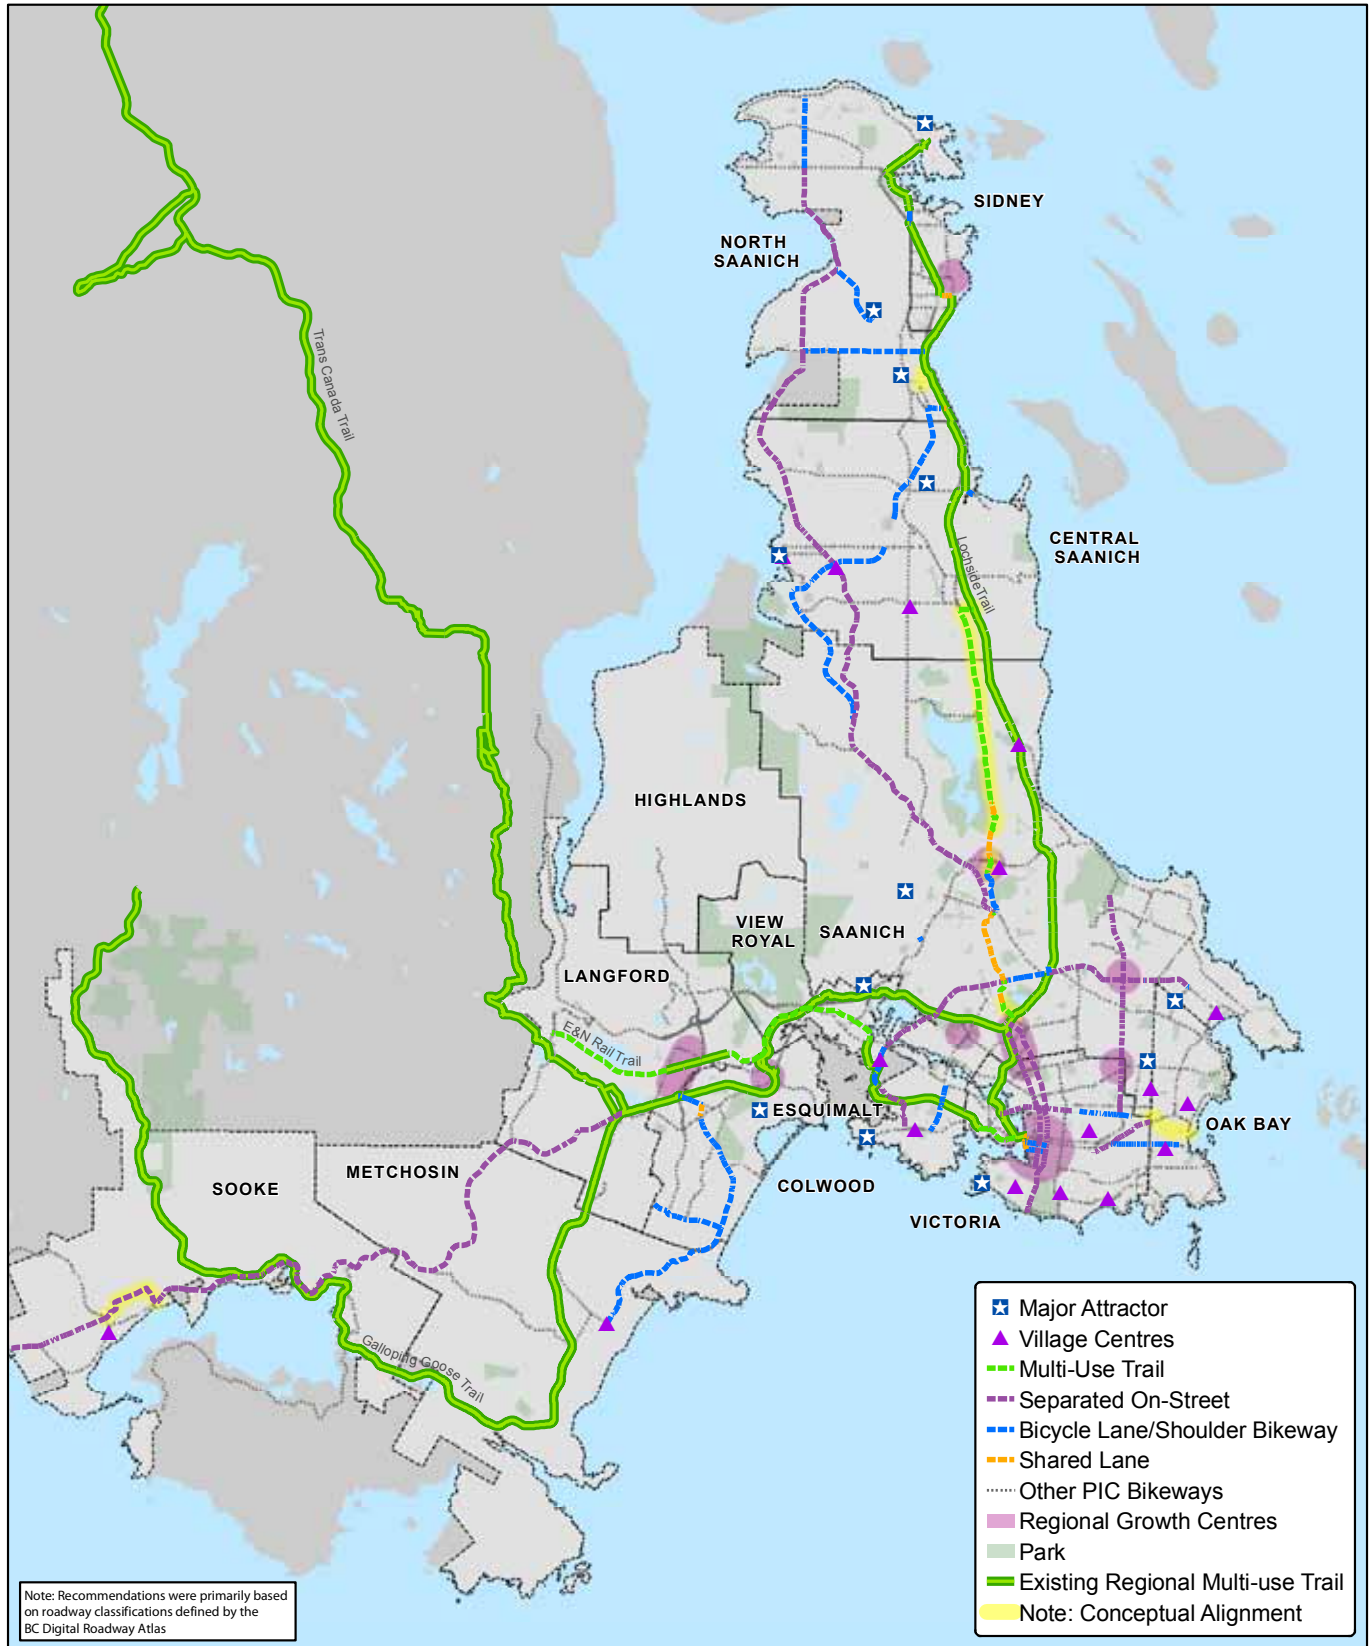 SIDNEY
NORTH
SAANICH
Trans Canada Trail
CENTRAL
SAANICH
Lochside Trail
HIGHLANDS
VIEW
ROYAL
SAANICH
LANGFORD
E&N Rail Trail
ESQUIMALT
OAK BAY
METCHOSIN
SOOKE
COLWOOD
VICTORIA
Galloping Goose Trail
Major Attractor
Village Centres
Multi-Use Trail
Separated On-Street
Bicycle Lane/Shoulder Bikeway
Shared Lane
Other PIC Bikeways
Regional Growth Centres
Park
Existing Regional Multi-use Trail
Note: Conceptual Alignment
Note: Recommendations were primarily based
on roadway classifications defined by the
BC Digital Roadway Atlas